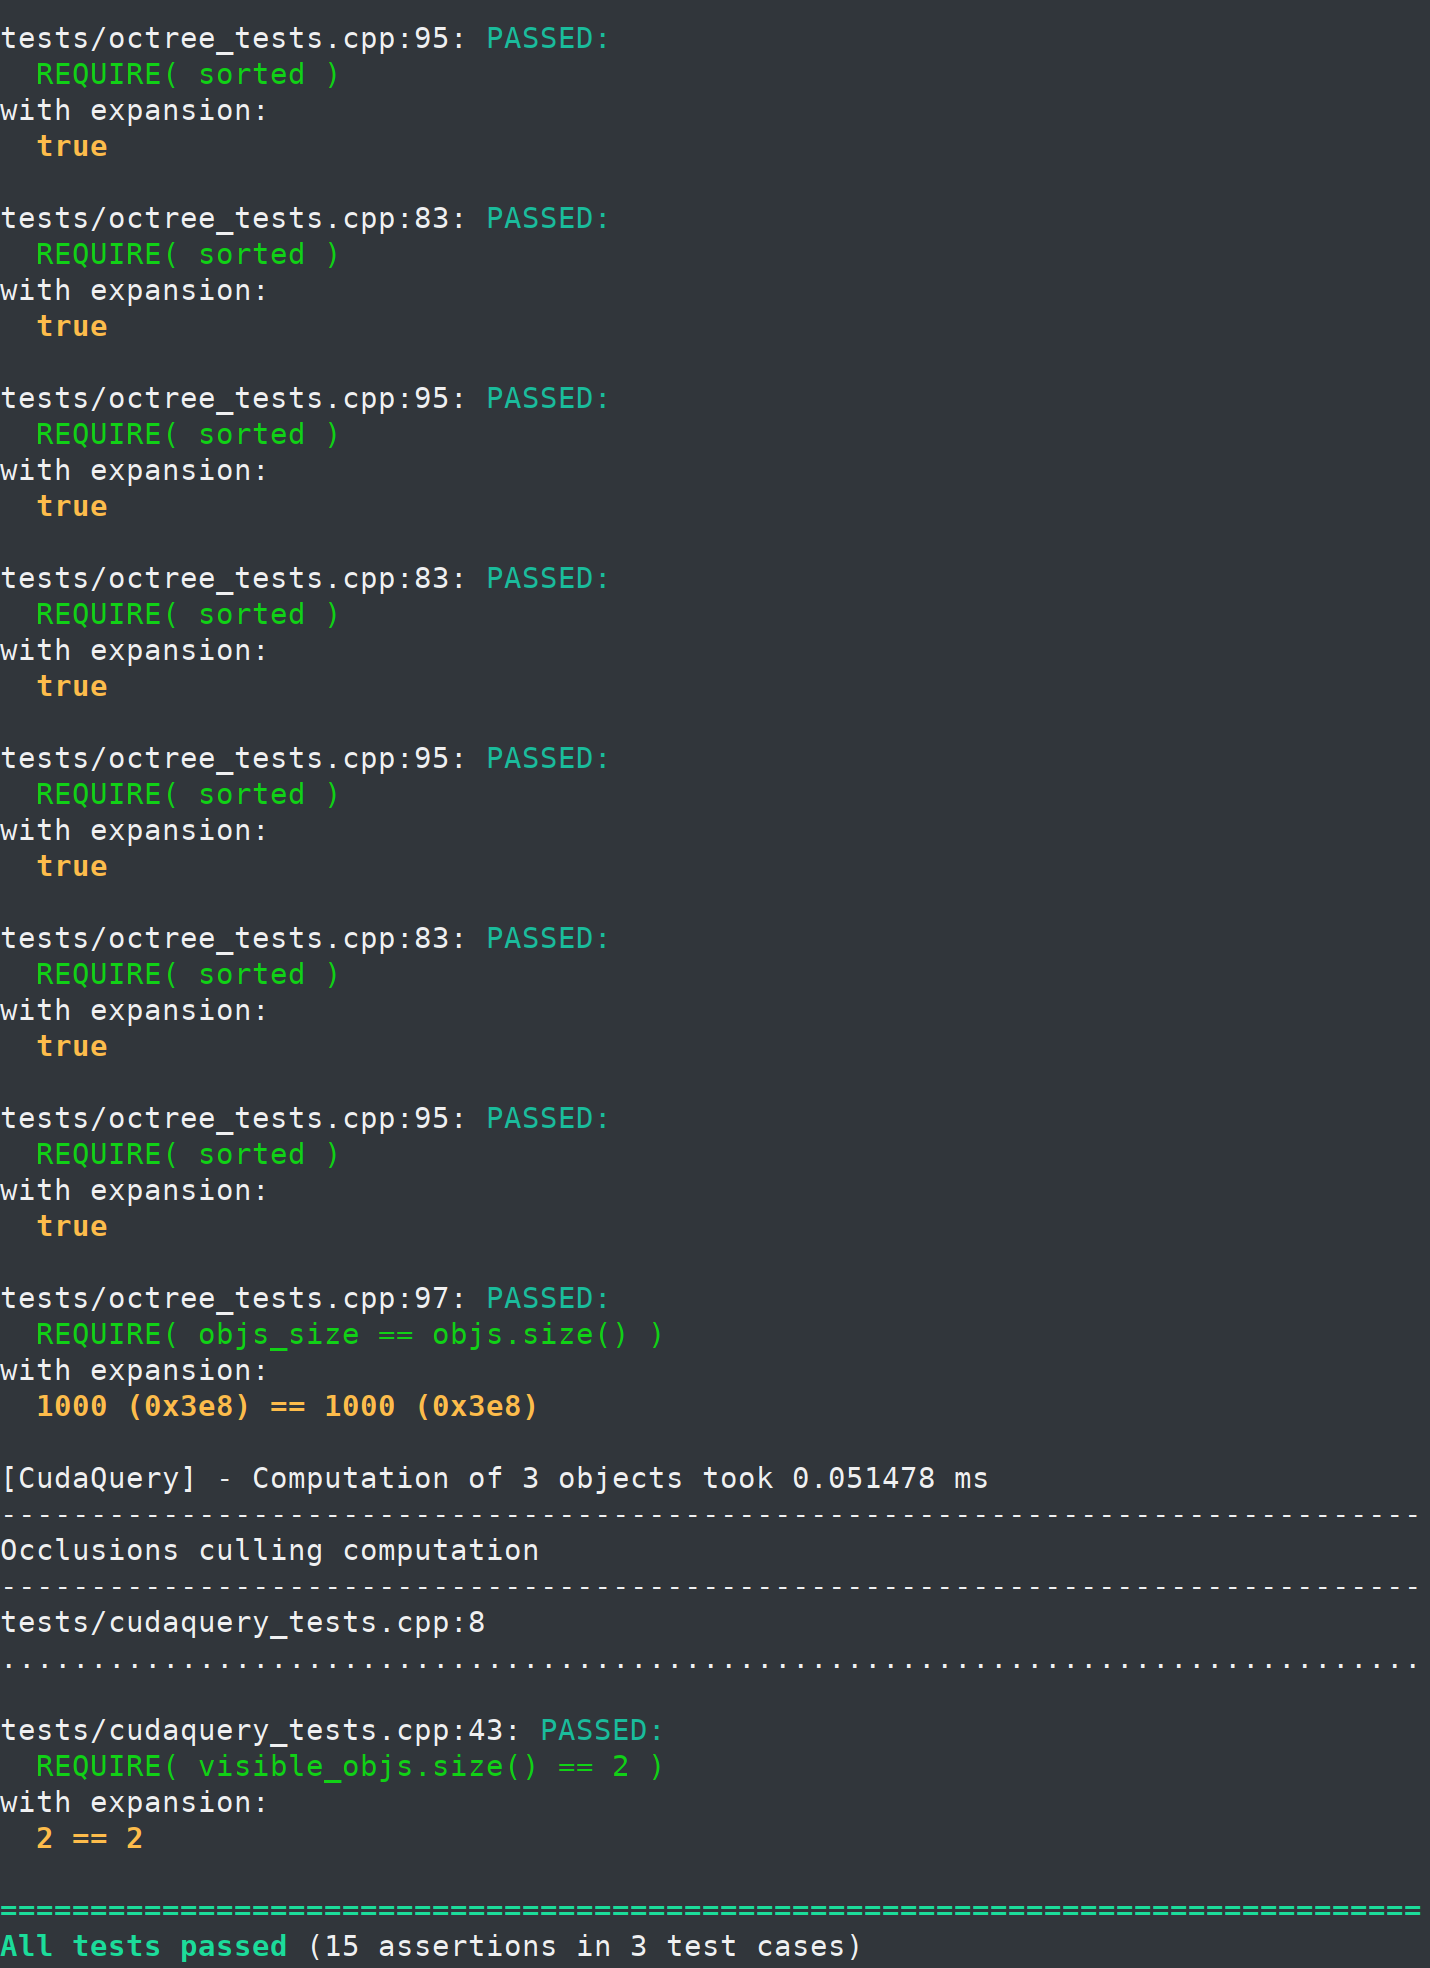 tests/octree_tests.cpp:95: PASSED:
  REQUIRE( sorted )
with expansion:
  true

tests/octree_tests.cpp:83: PASSED:
  REQUIRE( sorted )
with expansion:
  true

tests/octree_tests.cpp:95: PASSED:
  REQUIRE( sorted )
with expansion:
  true

tests/octree_tests.cpp:83: PASSED:
  REQUIRE( sorted )
with expansion:
  true

tests/octree_tests.cpp:95: PASSED:
  REQUIRE( sorted )
with expansion:
  true

tests/octree_tests.cpp:83: PASSED:
  REQUIRE( sorted )
with expansion:
  true

tests/octree_tests.cpp:95: PASSED:
  REQUIRE( sorted )
with expansion:
  true

tests/octree_tests.cpp:97: PASSED:
  REQUIRE( objs_size == objs.size() )
with expansion:
  1000 (0x3e8) == 1000 (0x3e8)

[CudaQuery] - Computation of 3 objects took 0.051478 ms
-------------------------------------------------------------------------------
Occlusions culling computation
-------------------------------------------------------------------------------
tests/cudaquery_tests.cpp:8
...............................................................................

tests/cudaquery_tests.cpp:43: PASSED:
  REQUIRE( visible_objs.size() == 2 )
with expansion:
  2 == 2

===============================================================================
All tests passed (15 assertions in 3 test cases)